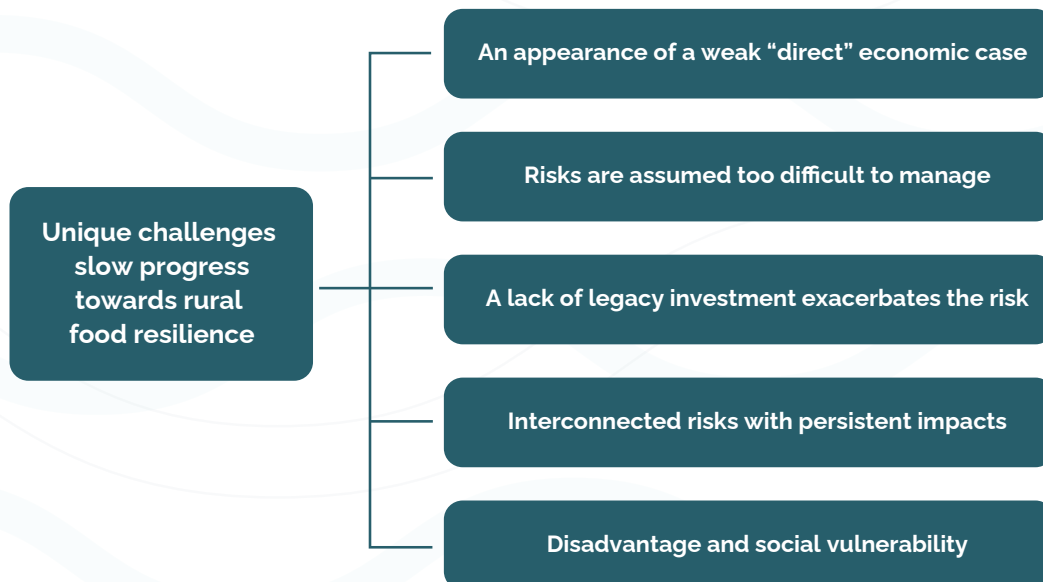 Unique challenges
slow progress
towards rural
food resilience
An appearance of a weak “direct” economic case
Risks are assumed too difficult to manage
A lack of legacy investment exacerbates the risk
Interconnected risks with persistent impacts
Disadvantage and social vulnerability